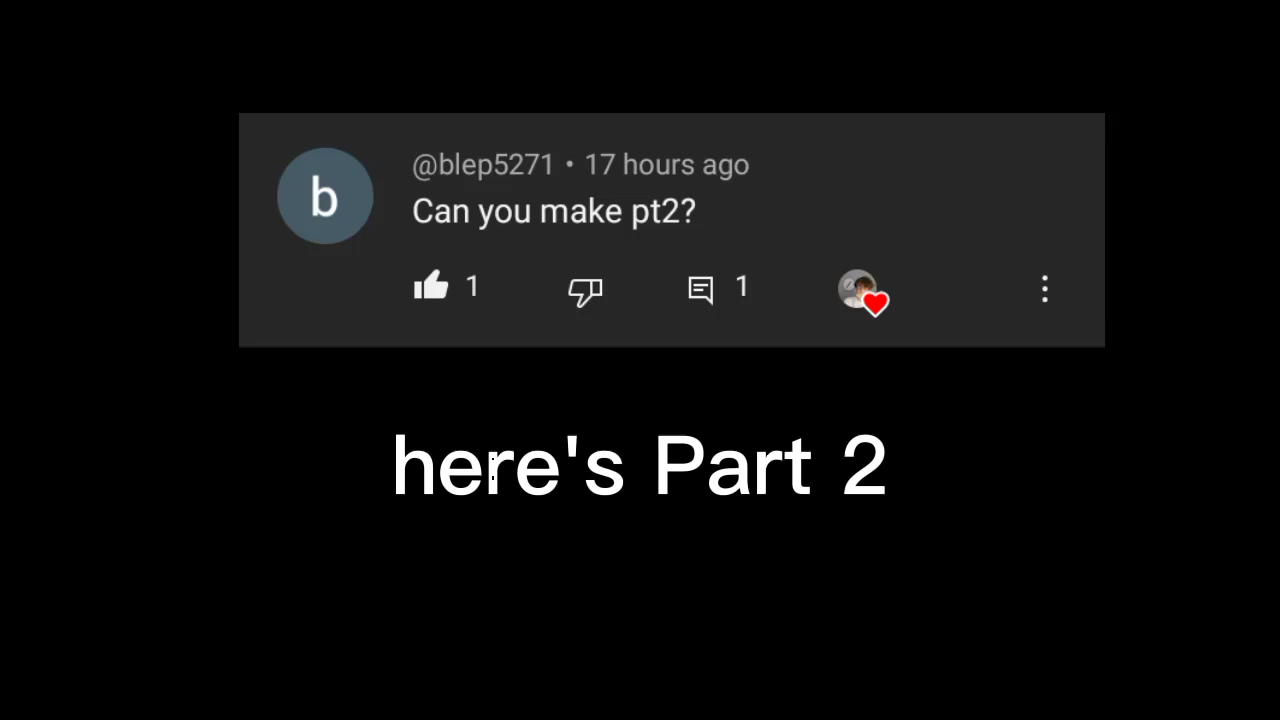 b
@blep5271 • 17 hours ago
Can you make pt2?
1 1
here's Part 2